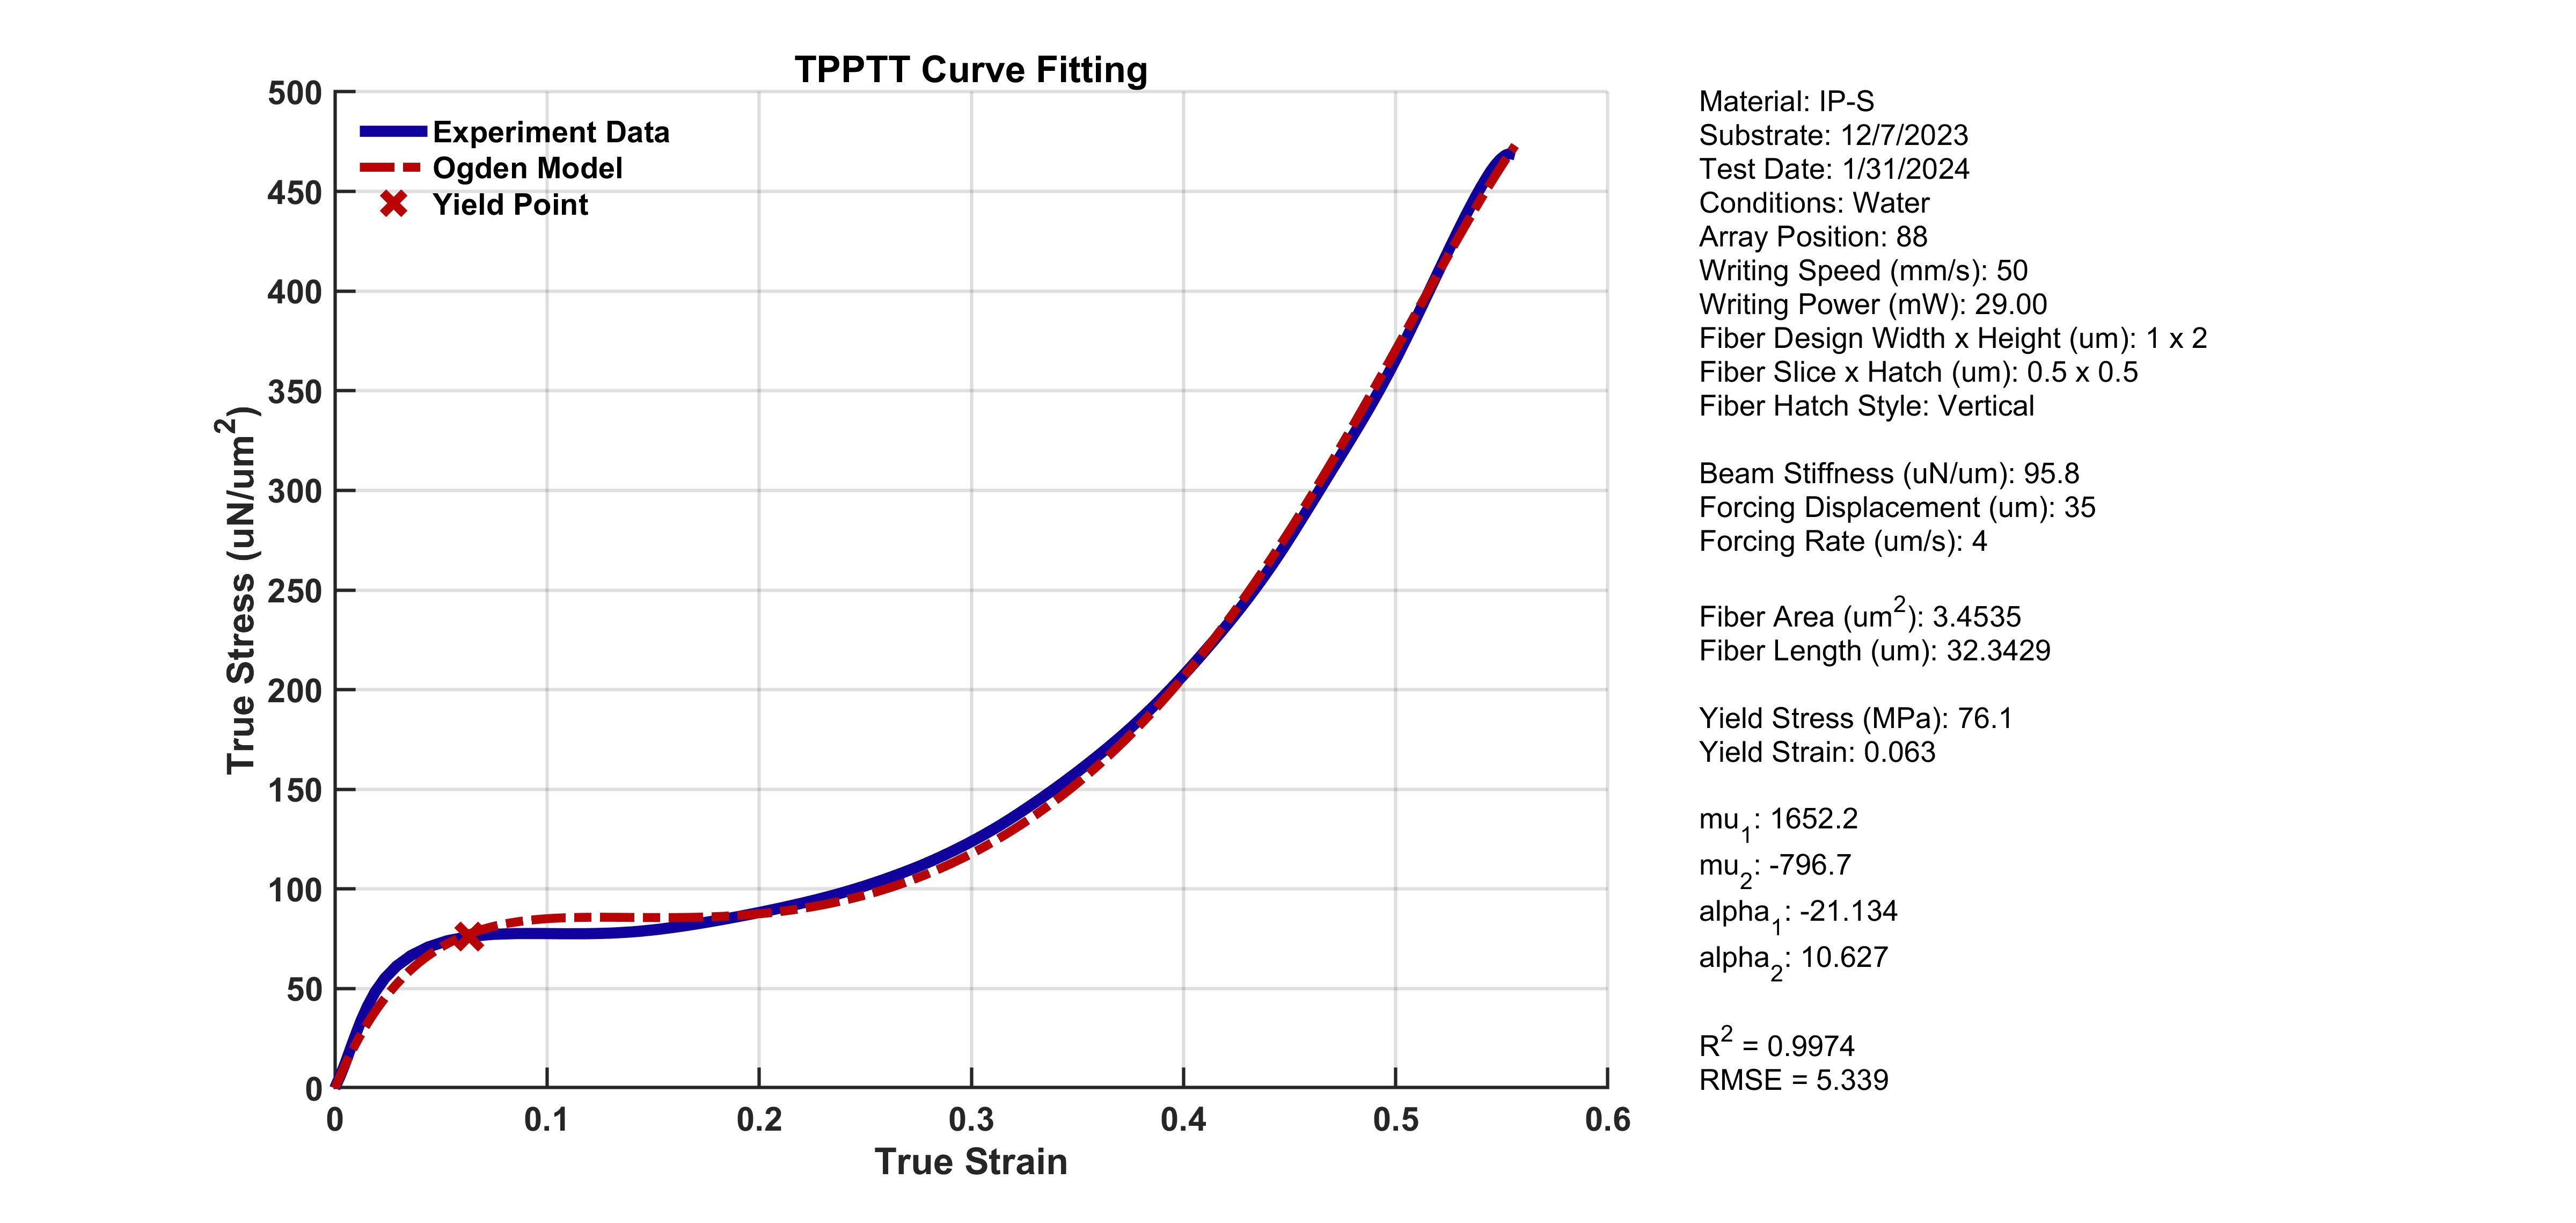 TPPTT Curve Fitting
500
450
400
350
300
250
200
150
100
50
0
True Stress (uN/um²)
Experiment Data
Ogden Model
Yield Point
0 0.1 0.2 0.3 0.4 0.5 0.6
True Strain
Material: IP-S
Substrate: 12/7/2023
Test Date: 1/31/2024
Conditions: Water
Array Position: 88
Writing Speed (mm/s): 50
Writing Power (mW): 29.00
Fiber Design Width x Height (um): 1 x 2
Fiber Slice x Hatch (um): 0.5 x 0.5
Fiber Hatch Style: Vertical
Beam Stiffness (uN/um): 95.8
Forcing Displacement (um): 35
Forcing Rate (um/s): 4
Fiber Area (um²): 3.4535
Fiber Length (um): 32.3429
Yield Stress (MPa): 76.1
Yield Strain: 0.063
mu₁: 1652.2
mu₂: -796.7
alpha₁: -21.134
alpha₂: 10.627
R² = 0.9974
RMSE = 5.339